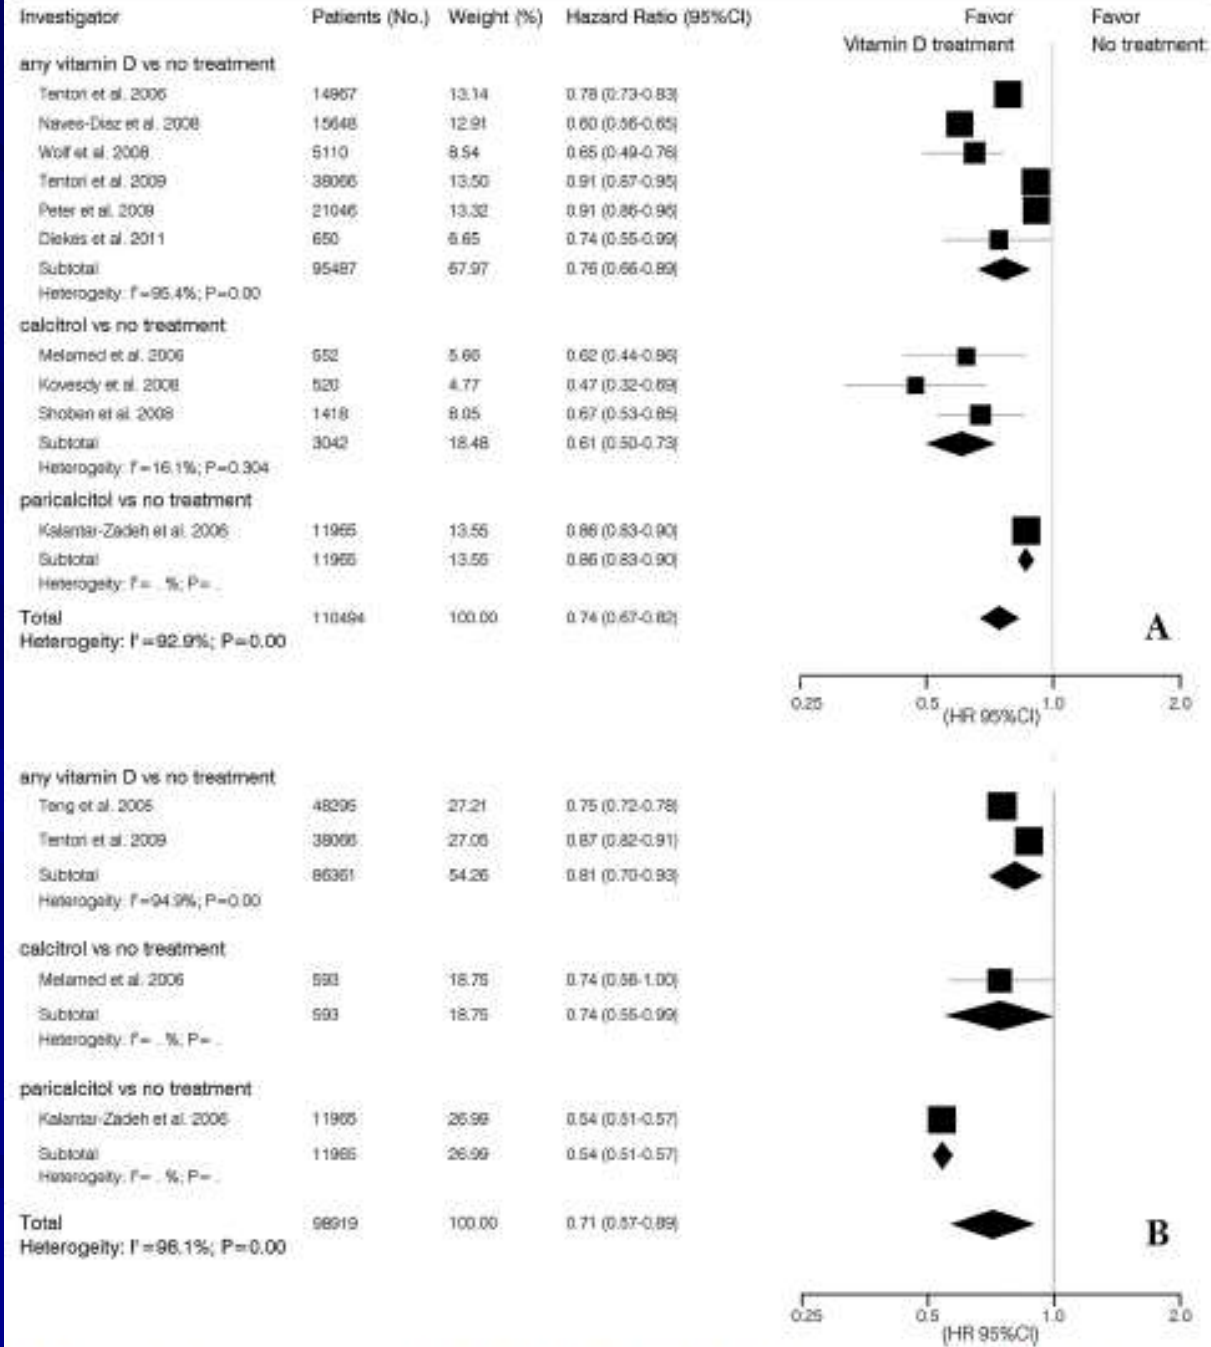 Investigator Patients (No.) Weight (%) Hazard Ratio (95%CI) Favor Favor
Vitamin D treatment No treatment
any vitamin D vs no treatment
Tentori et al. 2006 14967 13.14 0.78 (0.73-0.83)
Naves-Diaz et al. 2008 15648 12.91 0.60 (0.56-0.65)
Wolf et al. 2008 5110 8.54 0.65 (0.49-0.76)
Tentori et al. 2009 38066 13.50 0.91 (0.87-0.95)
Peter et al. 2009 21046 13.32 0.91 (0.86-0.96)
Diekes et al. 2011 650 6.65 0.74 (0.55-0.99)
Subtotal 95487 67.97 0.76 (0.66-0.89)
Heterogeity: I²=95.4%; P=0.00
calcitrol vs no treatment
Melamed et al. 2006 552 5.66 0.62 (0.44-0.86)
Kovesdy et al. 2008 520 4.77 0.47 (0.32-0.69)
Shoben et al. 2008 1418 8.05 0.67 (0.53-0.85)
Subtotal 3042 18.48 0.61 (0.50-0.73)
Heterogeity: I²=16.1%; P=0.304
paricalcitol vs no treatment
Kalantar-Zadeh et al. 2006 11965 13.55 0.86 (0.83-0.90)
Subtotal 11965 13.55 0.86 (0.83-0.90)
Heterogeity: I²= . %; P= .
Total 110494 100.00 0.74 (0.67-0.82)
Heterogeity: I²=92.9%; P=0.00
A
0.25 0.5 1.0 2.0
(HR 95%CI)
any vitamin D vs no treatment
Teng et al. 2005 48295 27.21 0.75 (0.72-0.78)
Tentori et al. 2009 38066 27.05 0.87 (0.82-0.91)
Subtotal 86361 54.26 0.81 (0.70-0.93)
Heterogeity: I²=94.9%; P=0.00
calcitrol vs no treatment
Melamed et al. 2006 593 18.75 0.74 (0.56-1.00)
Subtotal 593 18.75 0.74 (0.55-0.99)
Heterogeity: I²= . %; P= .
paricalcitol vs no treatment
Kalantar-Zadeh et al. 2006 11965 26.99 0.54 (0.51-0.57)
Subtotal 11965 26.99 0.54 (0.51-0.57)
Heterogeity: I²= . %; P= .
Total 98919 100.00 0.71 (0.57-0.89)
Heterogeity: I²=96.1%; P=0.00
B
0.25 0.5 1.0 2.0
(HR 95%CI)